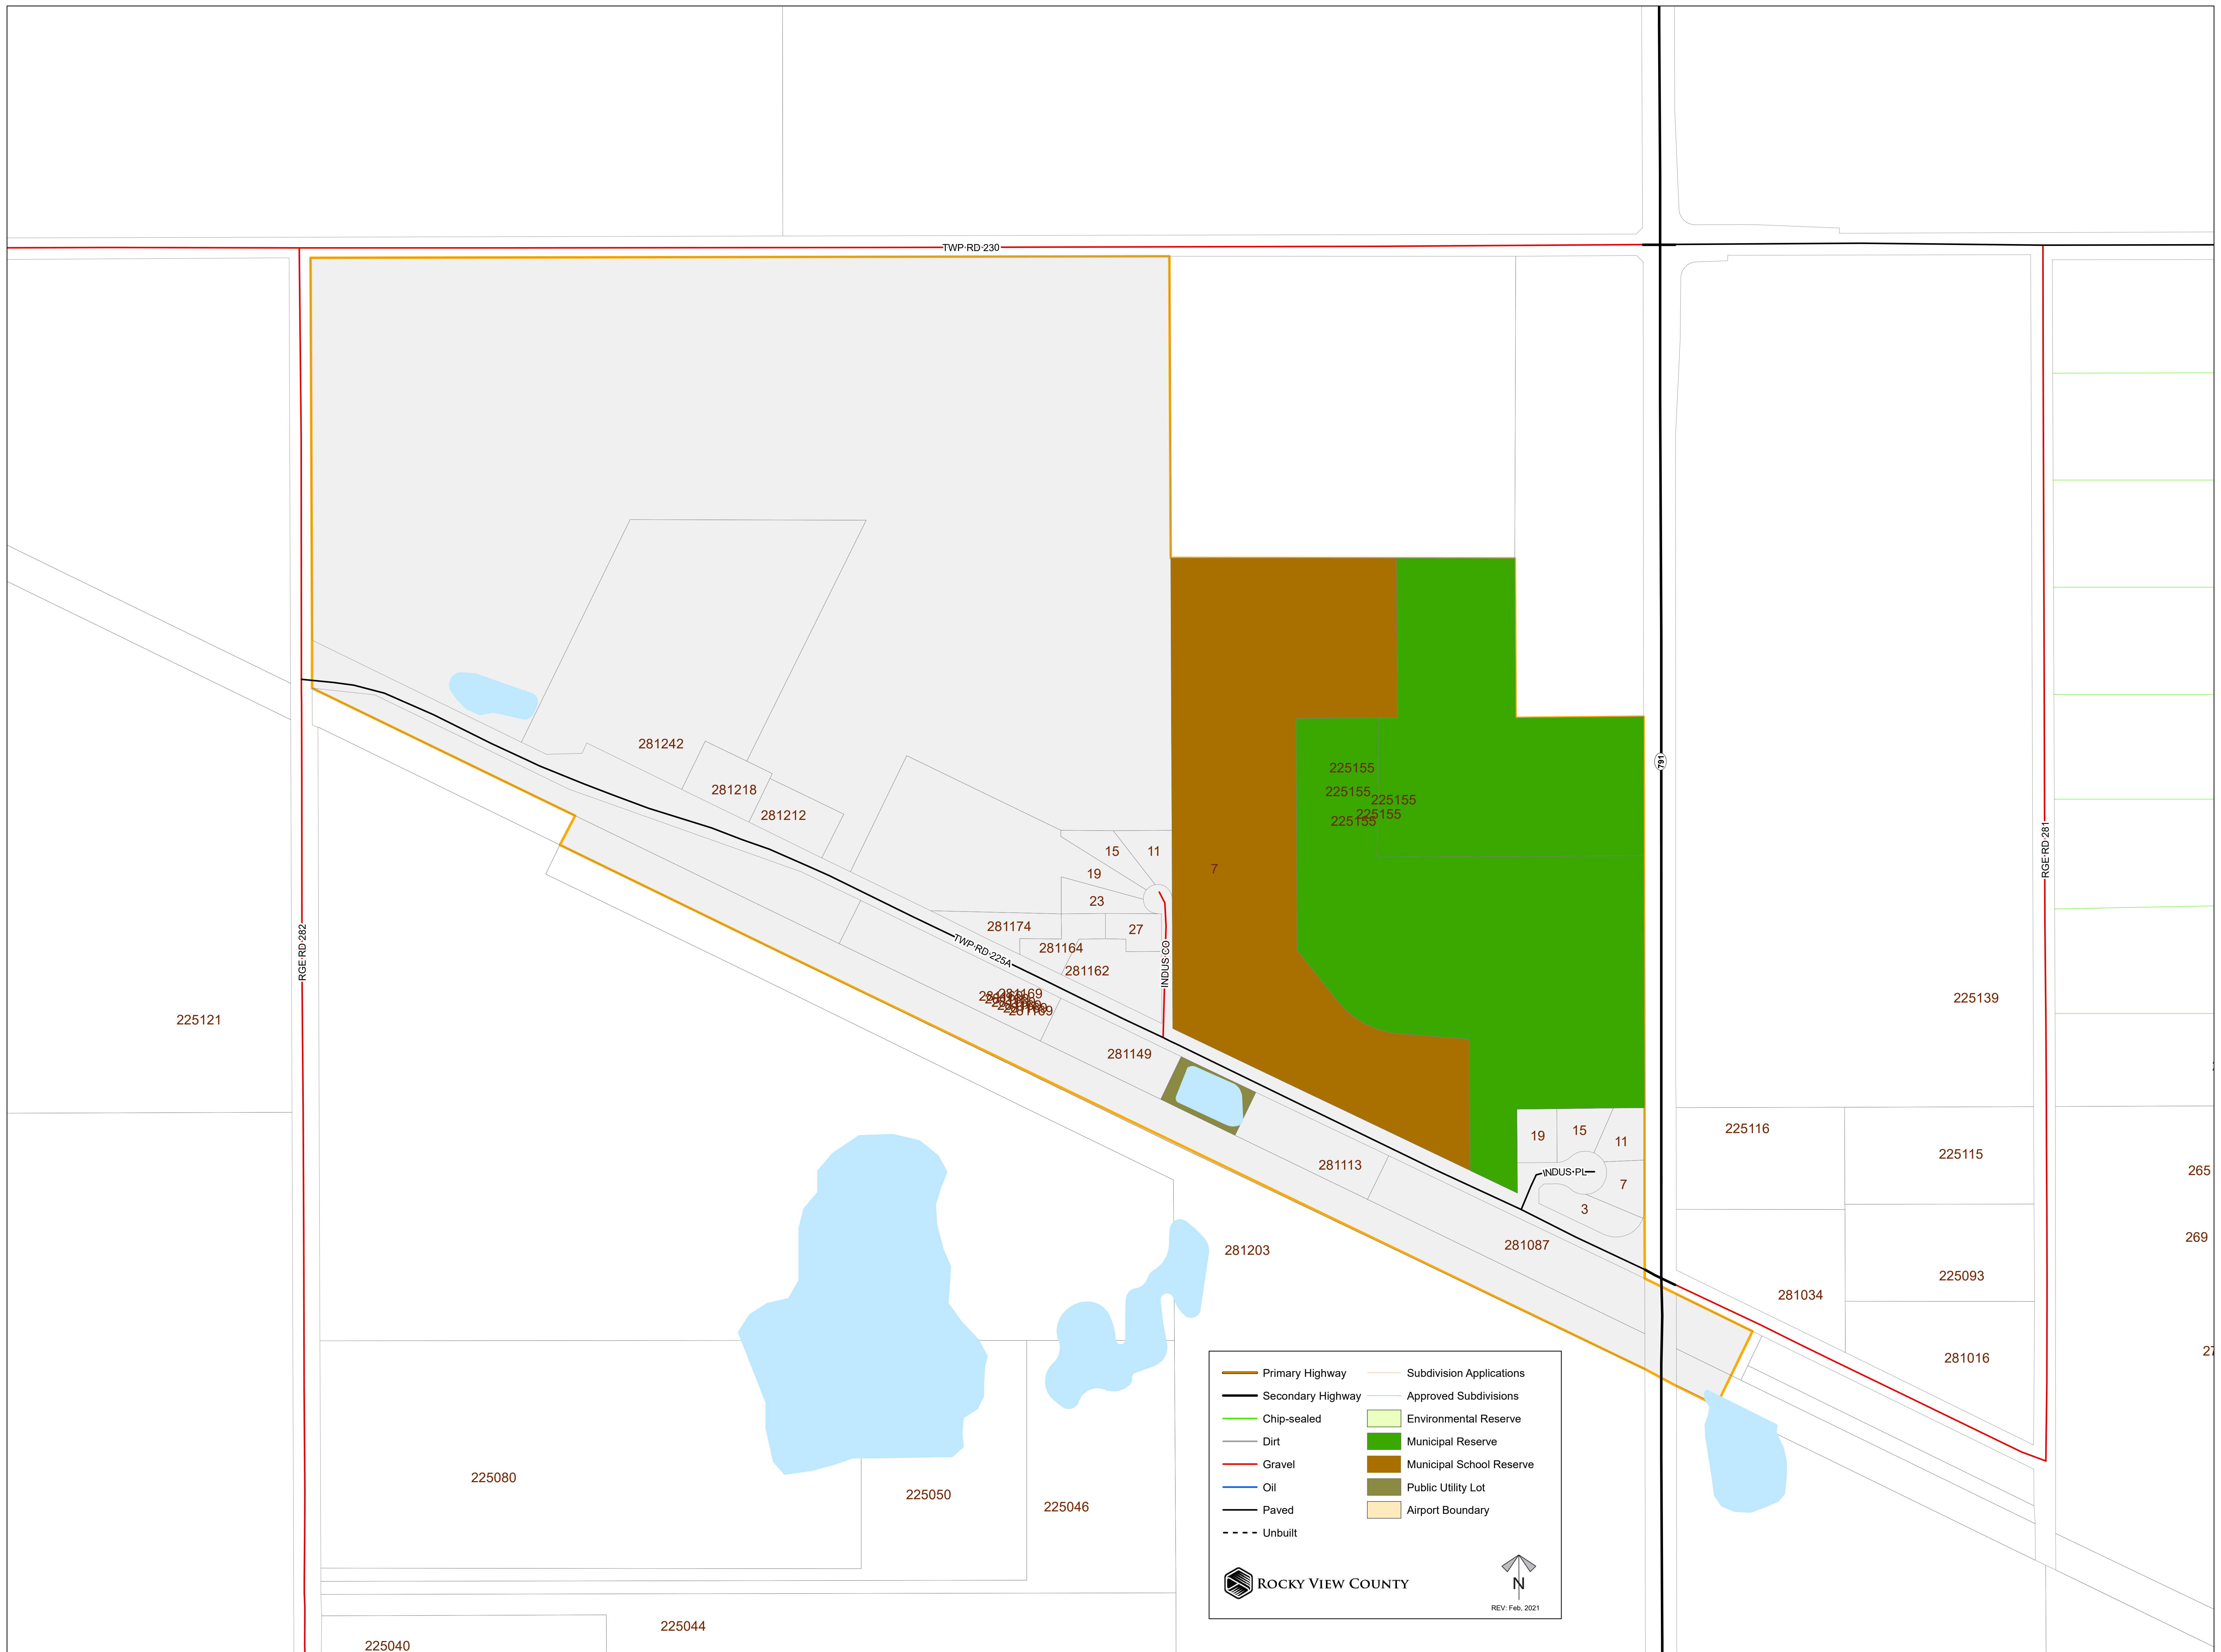 TWP RD 230
791
281242
281218
281212
225155
225155
225155
225155
225155
15
11
7
19
23
RGE RD 281
281174
27
281164
TWP RD 225A
281162
INDUS CO
RGE RD 282
281169
281169
225121
225139
281149
19
15
11
281113
INDUS PL
7
3
281087
281203
225116
225115
265
269
225093
281034
281016
225080
225050
225046
225044
225040
Primary Highway
Secondary Highway
Chip-sealed
Dirt
Gravel
Oil
Paved
Unbuilt
Subdivision Applications
Approved Subdivisions
Environmental Reserve
Municipal Reserve
Municipal School Reserve
Public Utility Lot
Airport Boundary
ROCKY VIEW COUNTY
N
REV: Feb, 2021